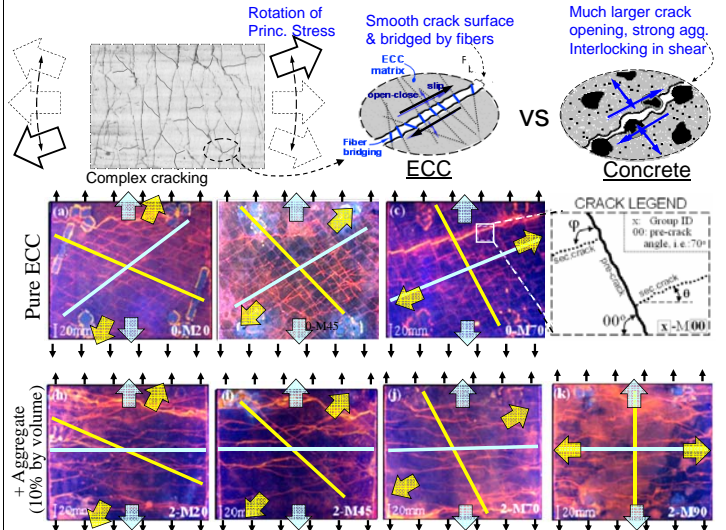 Rotation of
Princ. Stress
Smooth crack surface
& bridged by fibers
Much larger crack
opening, strong agg.
Interlocking in shear
ECC
matrix
F
L
slip
open-close
Fiber
bridging
VS
Complex cracking
ECC
Concrete
Pure ECC
(a)
20mm
0-M20
20mm
0-M45
(c)
20mm
0-M70
CRACK LEGEND
x: Group ID
00: pre-crack
angle, i.e.:70°
φ
sec.crack
pre-crack
sec.crack
θ
00°
x-M00
+ Aggregate
(10% by volume)
(h)
20mm
2-M20
(i)
20mm
2-M45
(j)
20mm
2-M70
(k)
20mm
2-M90